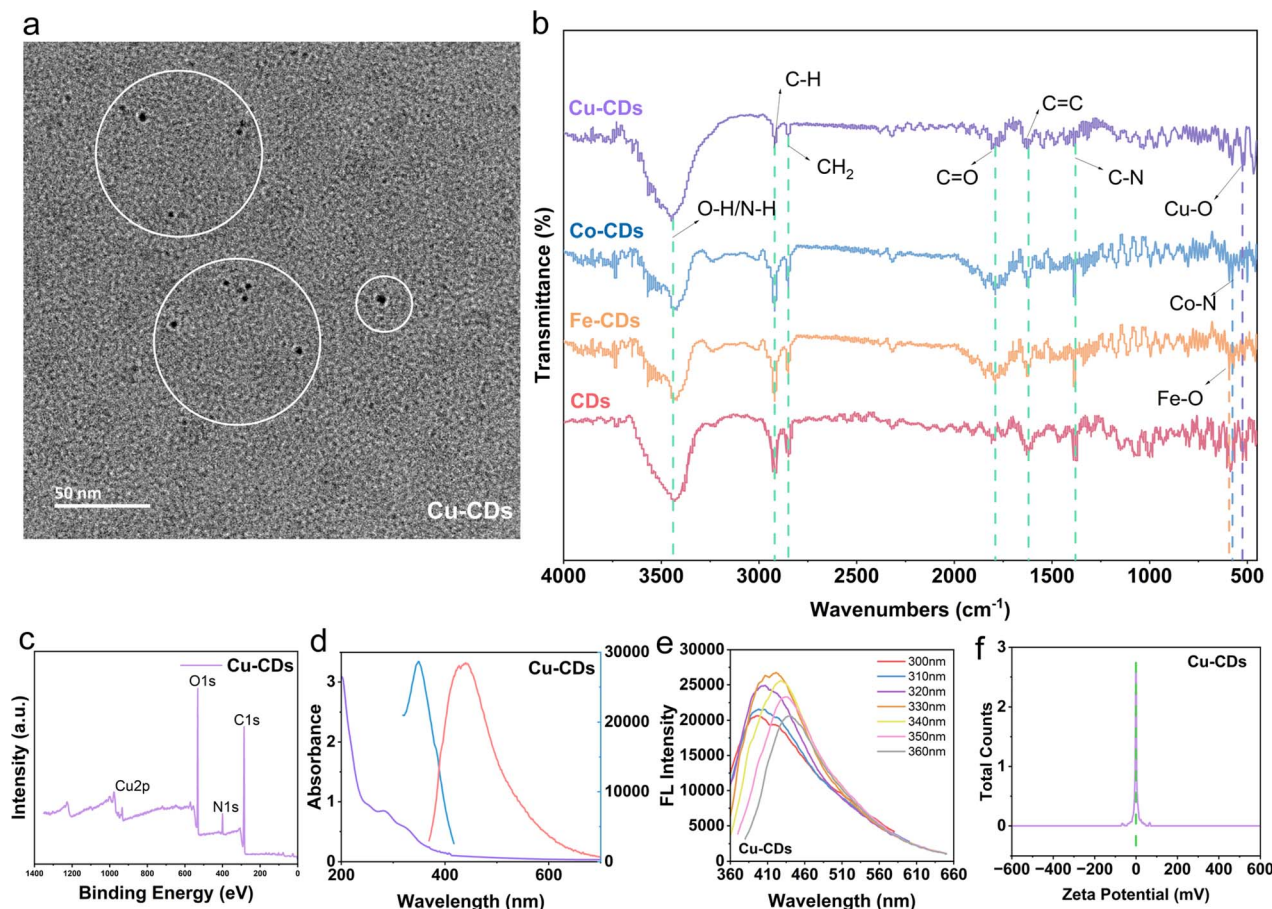 a
50 nm
Cu-CDs
b
Transmittance (%)
Cu-CDs
Co-CDs
Fe-CDs
CDs
C-H
CH₂
O-H/N-H
C=O
C=C
C-N
Cu-O
Co-N
Fe-O
4000 3500 3000 2500 2000 1500 1000 500
Wavenumbers (cm⁻¹)
c
Intensity (a.u.)
Cu-CDs
O1s
C1s
Cu2p
N1s
1400 1200 1000 800 600 400 200 0
Binding Energy (eV)
d
Absorbance
Cu-CDs
3
2
1
0
30000
20000
10000
0
200 400 600
Wavelength (nm)
e
FL Intensity
30000
25000
20000
15000
10000
5000
0
300nm
310nm
320nm
330nm
340nm
350nm
360nm
Cu-CDs
360 410 460 510 560 610 660
Wavelength (nm)
f
Total Counts
Cu-CDs
3
2
1
0
−600 −400 −200 0 200 400 600
Zeta Potential (mV)